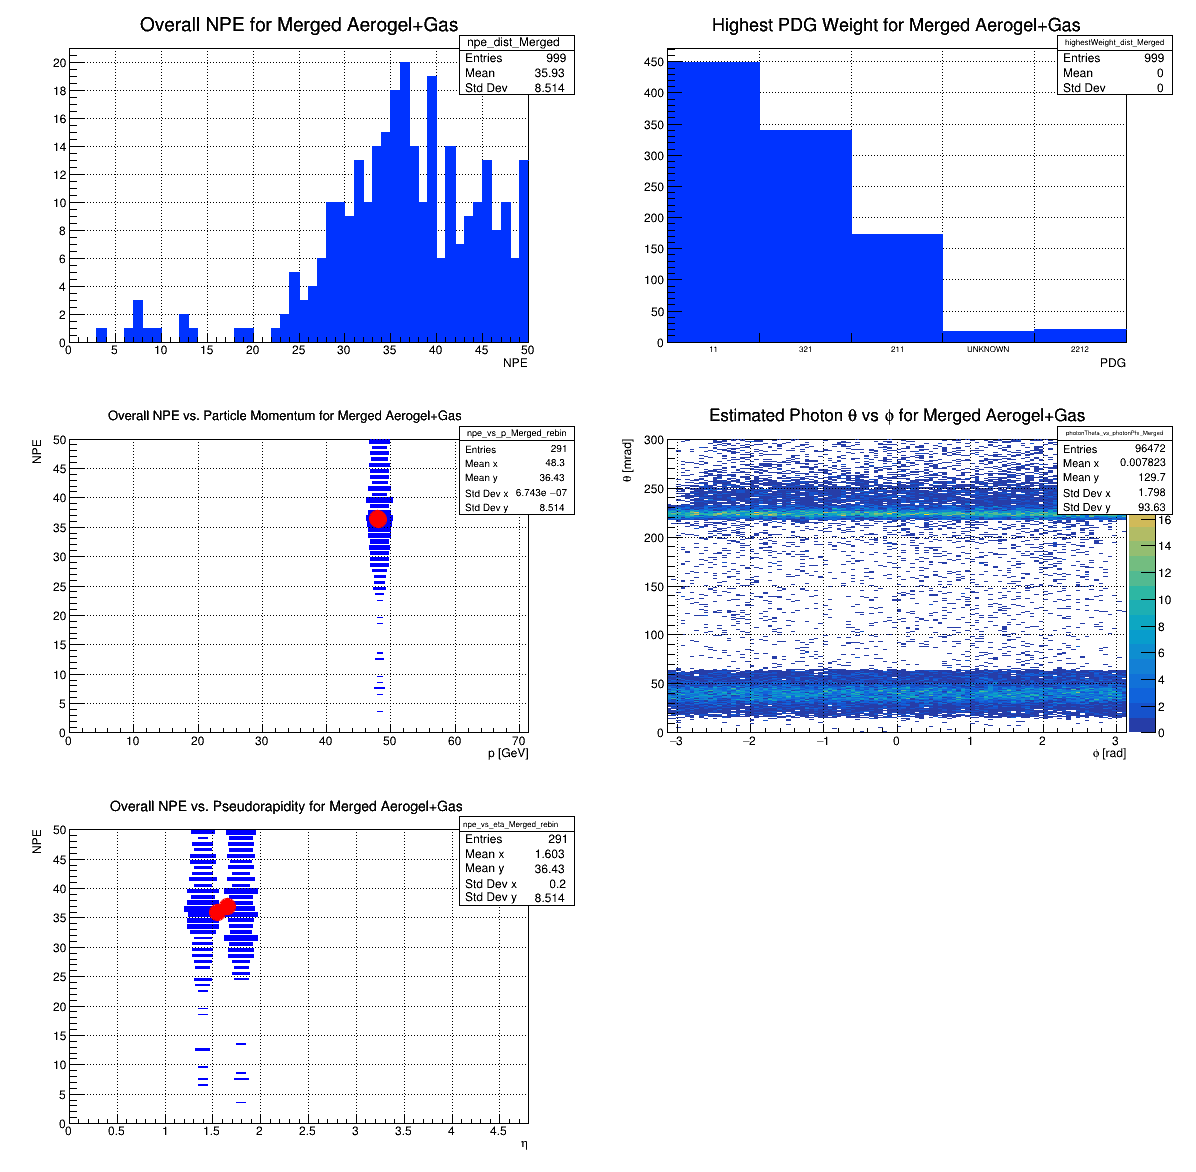 Overall NPE for Merged Aerogel+Gas
npe_dist_Merged
Entries 999
Mean 35.93
Std Dev 8.514
20
18
16
14
12
10
8
6
4
2
0
0 5 10 15 20 25 30 35 40 45 50
NPE
Highest PDG Weight for Merged Aerogel+Gas
highestWeight_dist_Merged
Entries 999
Mean 0
Std Dev 0
450
400
350
300
250
200
150
100
50
0
11 321 211 UNKNOWN 2212
PDG
Overall NPE vs. Particle Momentum for Merged Aerogel+Gas
npe_vs_p_Merged_rebin
Entries 291
Mean x 48.3
Mean y 36.43
Std Dev x 6.743e −07
Std Dev y 8.514
NPE
50
45
40
35
30
25
20
15
10
5
0
0 10 20 30 40 50 60 70
p [GeV]
Estimated Photon θ vs ϕ for Merged Aerogel+Gas
photonTheta_vs_photonPhi_Merged
Entries 96472
Mean x 0.007823
Mean y 129.7
Std Dev x 1.798
Std Dev y 93.63
θ [mrad]
300
250
200
150
100
50
0
−3 −2 −1 0 1 2 3
ϕ [rad]
16
14
12
10
8
6
4
2
0
Overall NPE vs. Pseudorapidity for Merged Aerogel+Gas
npe_vs_eta_Merged_rebin
Entries 291
Mean x 1.603
Mean y 36.43
Std Dev x 0.2
Std Dev y 8.514
NPE
50
45
40
35
30
25
20
15
10
5
0
0 0.5 1 1.5 2 2.5 3 3.5 4 4.5
η